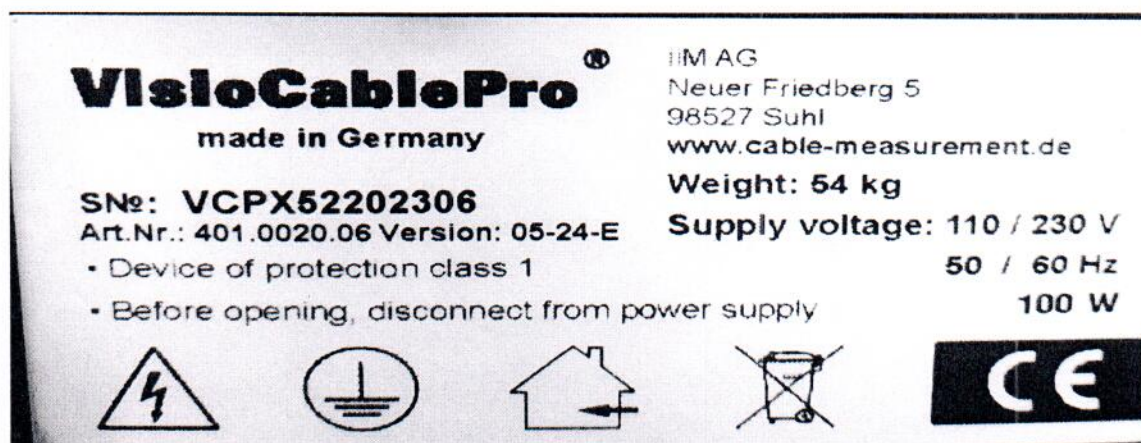 VisioCablePro®
made in Germany
SNº: VCPX52202306
Art.Nr.: 401.0020.06 Version: 05-24-E
• Device of protection class 1
• Before opening, disconnect from power supply
iiM AG
Neuer Friedberg 5
98527 Suhl
www.cable-measurement.de
Weight: 54 kg
Supply voltage: 110 / 230 V
50 / 60 Hz
100 W
CE